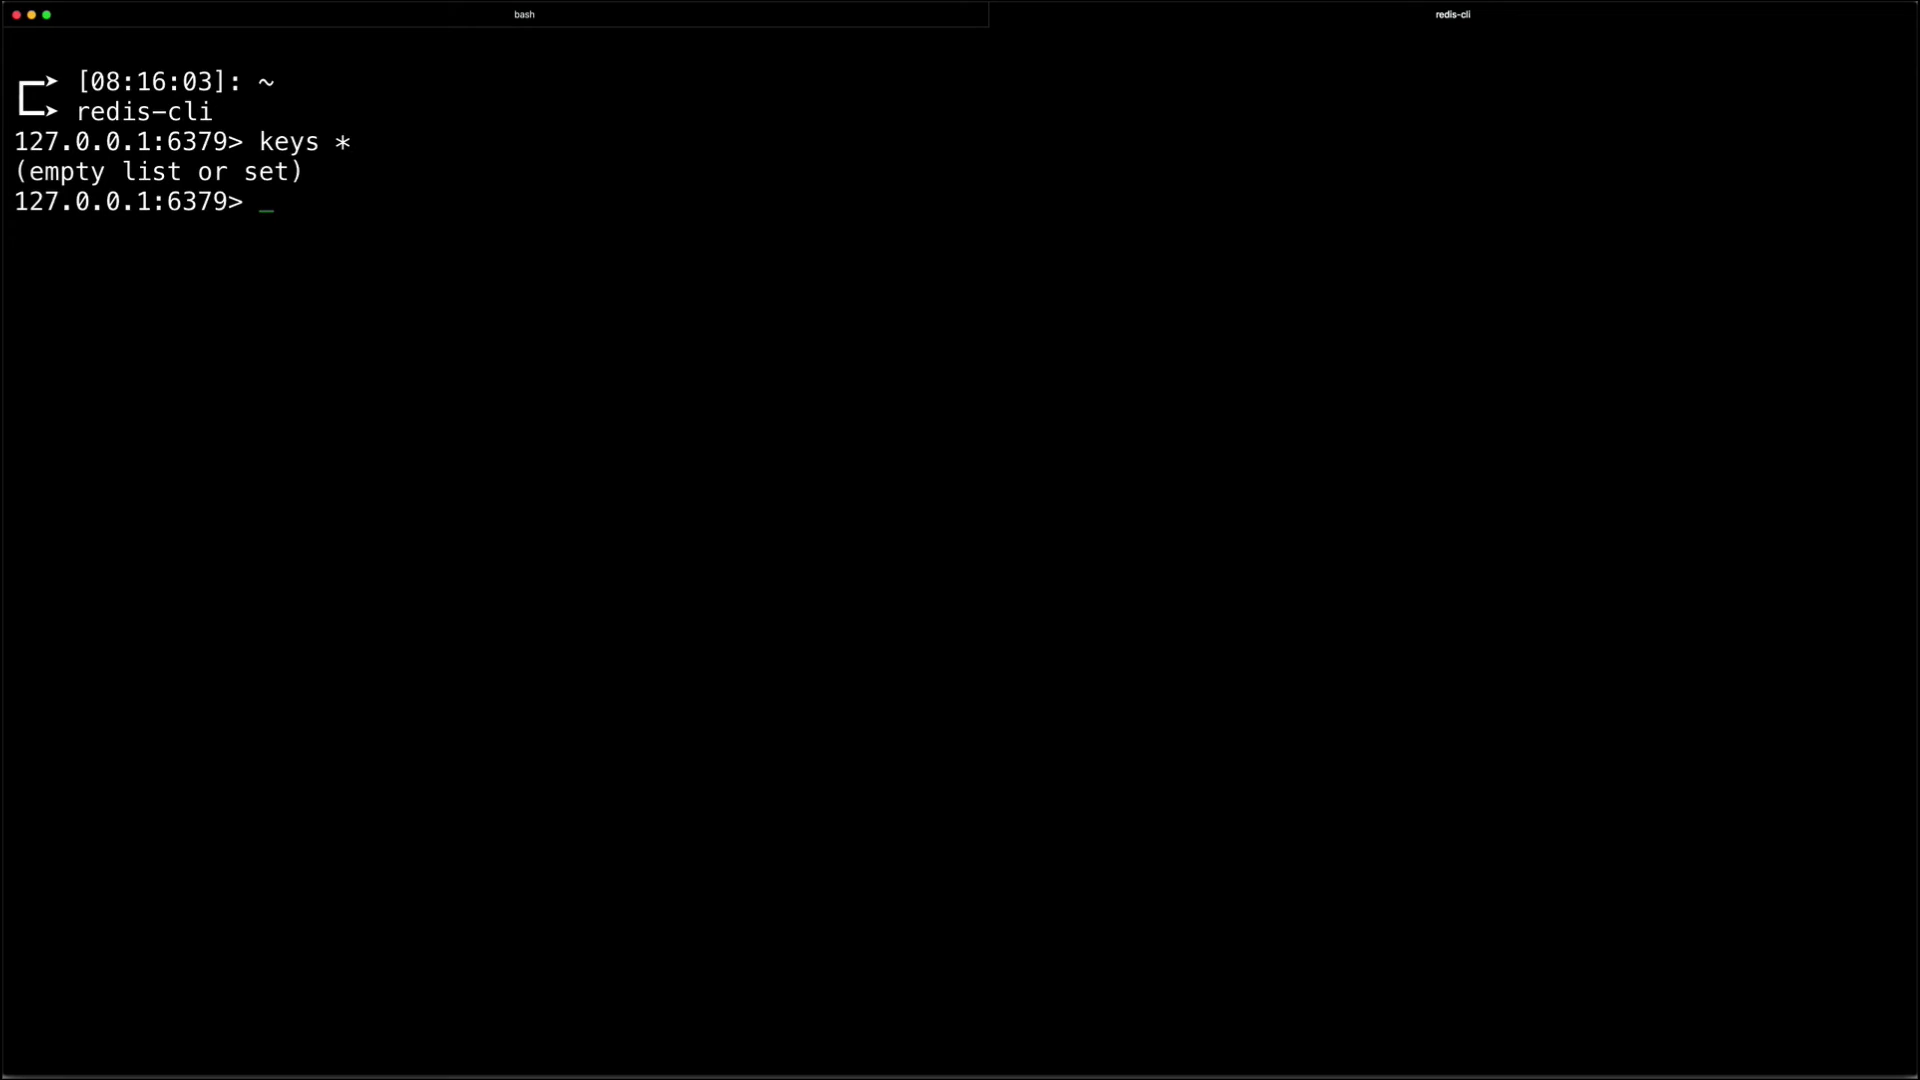 bash
redis-cli
[08:16:03]: ~
redis-cli
127.0.0.1:6379> keys *
(empty list or set)
127.0.0.1:6379> _